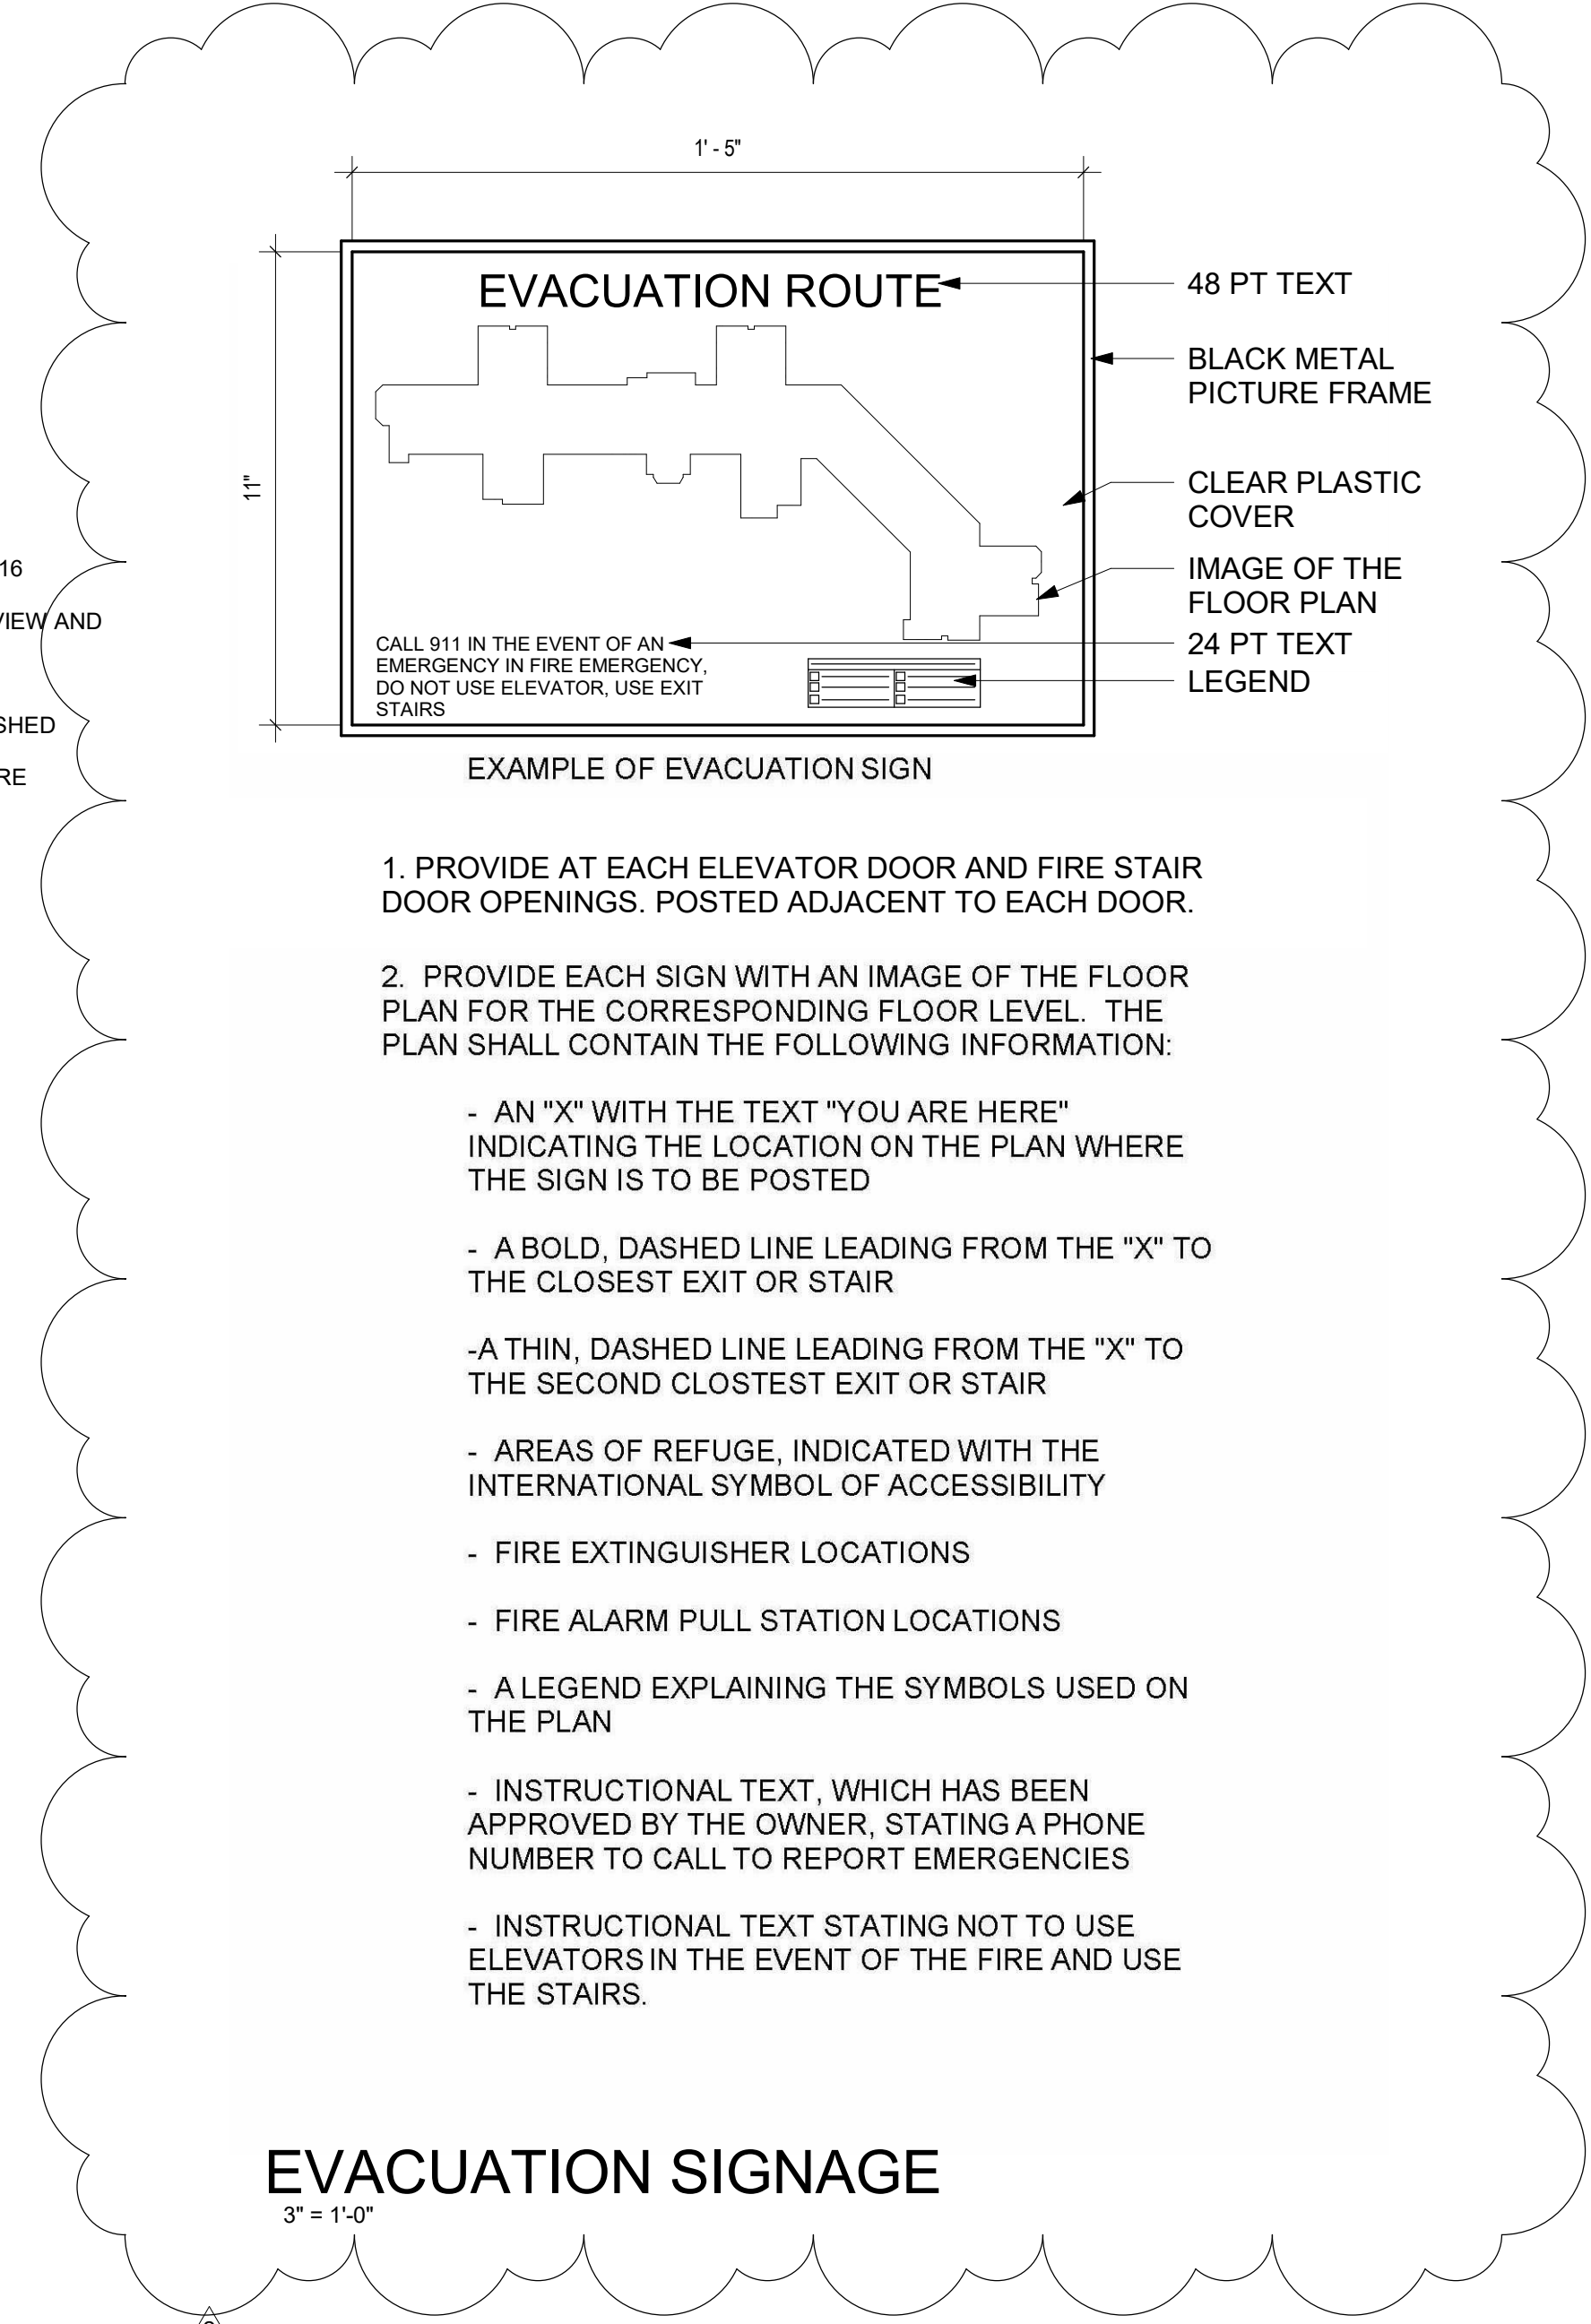 1' - 5"
11"
EVACUATION ROUTE
48 PT TEXT
BLACK METAL
PICTURE FRAME
CLEAR PLASTIC
COVER
IMAGE OF THE
FLOOR PLAN
24 PT TEXT
LEGEND
CALL 911 IN THE EVENT OF AN
EMERGENCY IN FIRE EMERGENCY,
DO NOT USE ELEVATOR, USE EXIT
STAIRS
16
AND
EXAMPLE OF EVACUATION SIGN
1. PROVIDE AT EACH ELEVATOR DOOR AND FIRE STAIR
DOOR OPENINGS. POSTED ADJACENT TO EACH DOOR.
2. PROVIDE EACH SIGN WITH AN IMAGE OF THE FLOOR
PLAN FOR THE CORRESPONDING FLOOR LEVEL. THE
PLAN SHALL CONTAIN THE FOLLOWING INFORMATION:
- AN "X" WITH THE TEXT "YOU ARE HERE"
INDICATING THE LOCATION ON THE PLAN WHERE
THE SIGN IS TO BE POSTED
- A BOLD, DASHED LINE LEADING FROM THE "X" TO
THE CLOSEST EXIT OR STAIR
-A THIN, DASHED LINE LEADING FROM THE "X" TO
THE SECOND CLOSTEST EXIT OR STAIR
- AREAS OF REFUGE, INDICATED WITH THE
INTERNATIONAL SYMBOL OF ACCESSIBILITY
- FIRE EXTINGUISHER LOCATIONS
- FIRE ALARM PULL STATION LOCATIONS
- A LEGEND EXPLAINING THE SYMBOLS USED ON
THE PLAN
- INSTRUCTIONAL TEXT, WHICH HAS BEEN
APPROVED BY THE OWNER, STATING A PHONE
NUMBER TO CALL TO REPORT EMERGENCIES
- INSTRUCTIONAL TEXT STATING NOT TO USE
ELEVATORS IN THE EVENT OF THE FIRE AND USE
THE STAIRS.
EVACUATION SIGNAGE
3" = 1'-0"